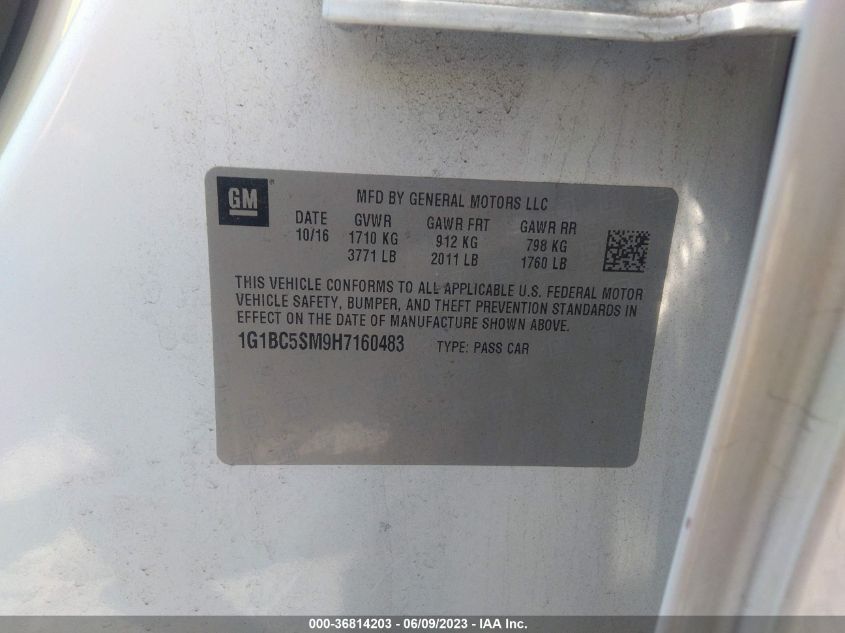 GM ®
MFD BY GENERAL MOTORS LLC
DATE GVWR GAWR FRT GAWR RR
10/16 1710 KG 912 KG 798 KG
3771 LB 2011 LB 1760 LB
THIS VEHICLE CONFORMS TO ALL APPLICABLE U.S. FEDERAL MOTOR
VEHICLE SAFETY, BUMPER, AND THEFT PREVENTION STANDARDS IN
EFFECT ON THE DATE OF MANUFACTURE SHOWN ABOVE.
1G1BC5SM9H7160483 TYPE: PASS CAR
000-36814203 - 06/09/2023 - IAA Inc.